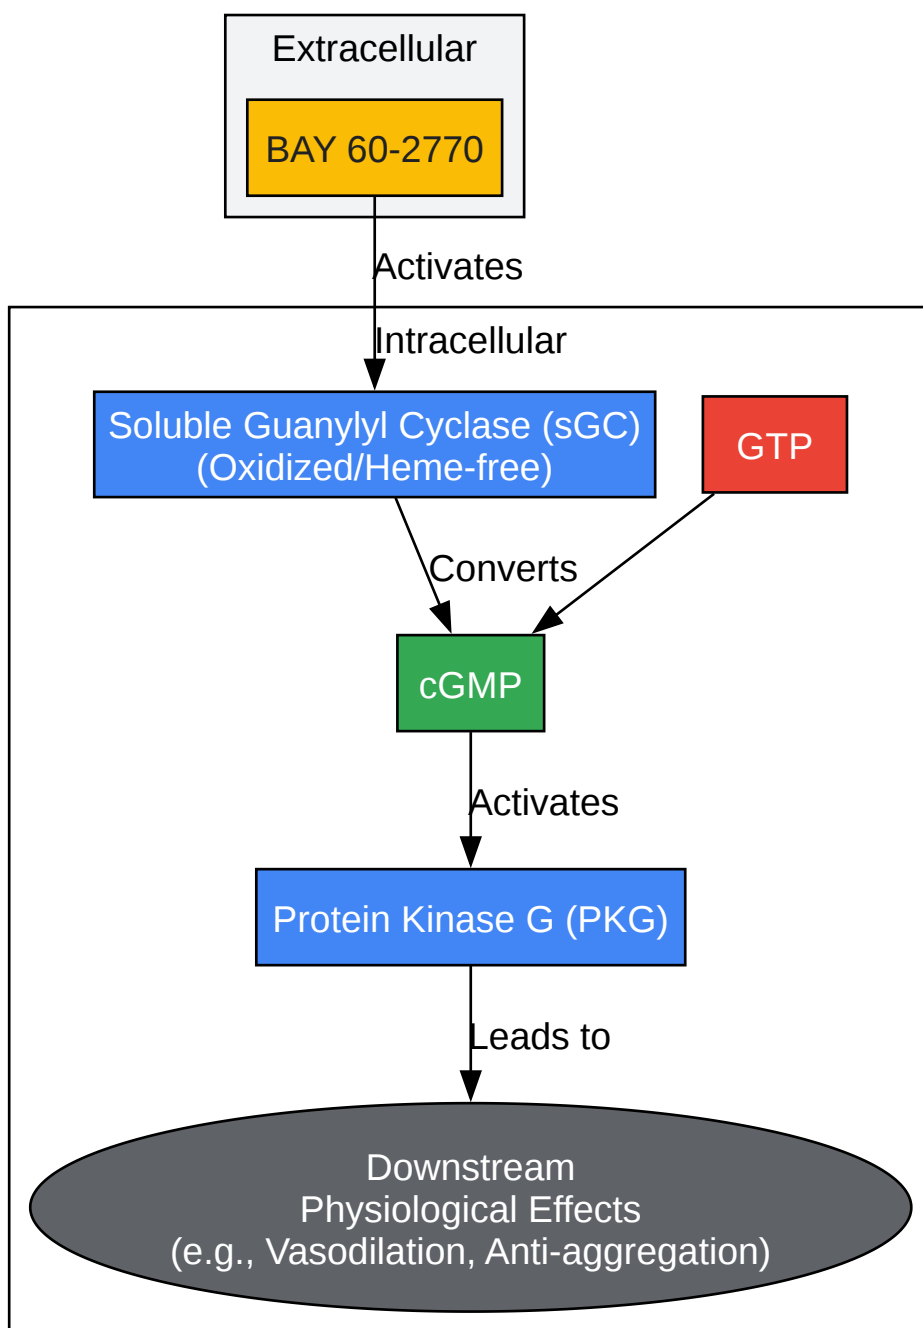 Extracellular
BAY 60-2770
Activates
Intracellular
Soluble Guanylyl Cyclase (sGC)
(Oxidized/Heme-free)
GTP
Converts
cGMP
Activates
Protein Kinase G (PKG)
Leads to
Downstream
Physiological Effects
(e.g., Vasodilation, Anti-aggregation)